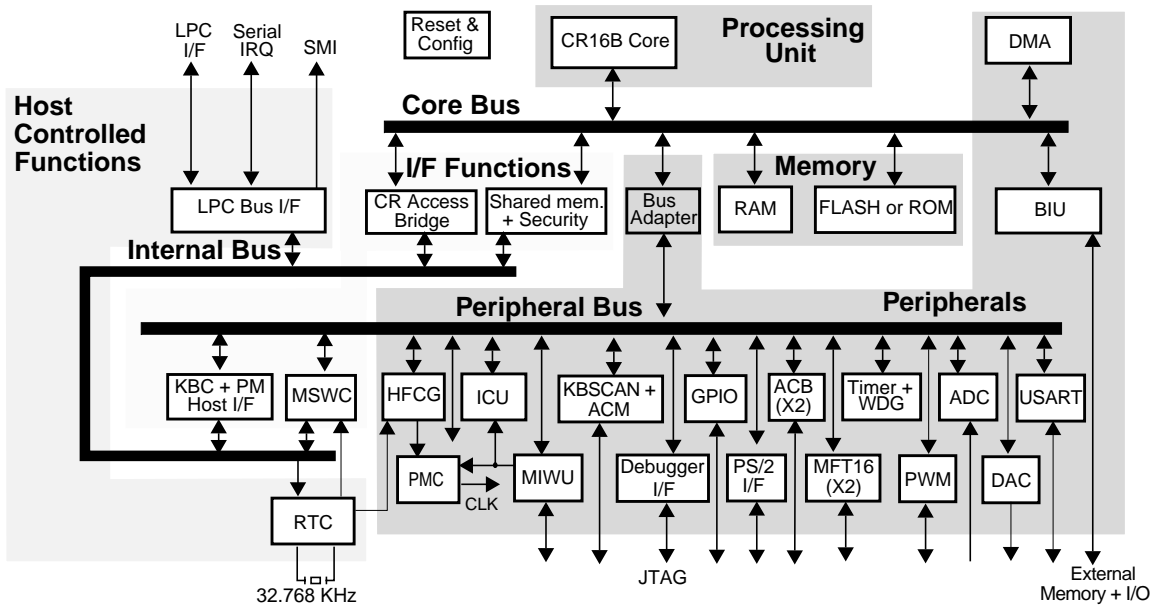 LPC
I/F
Serial
IRQ
SMI
Reset &
Config
CR16B Core
Processing
Unit
DMA
Host
Controlled
Functions
Core Bus
I/F Functions
Memory
LPC Bus I/F
CR Access
Bridge
Shared mem.
+ Security
Bus
Adapter
RAM
FLASH or ROM
BIU
Internal Bus
Peripheral Bus
Peripherals
KBC + PM
Host I/F
MSWC
HFCG
ICU
KBSCAN +
ACM
GPIO
ACB
(X2)
Timer +
WDG
ADC
USART
PMC
CLK
MIWU
Debugger
I/F
PS/2
I/F
MFT16
(X2)
PWM
DAC
RTC
32.768 KHz
JTAG
External
Memory + I/O